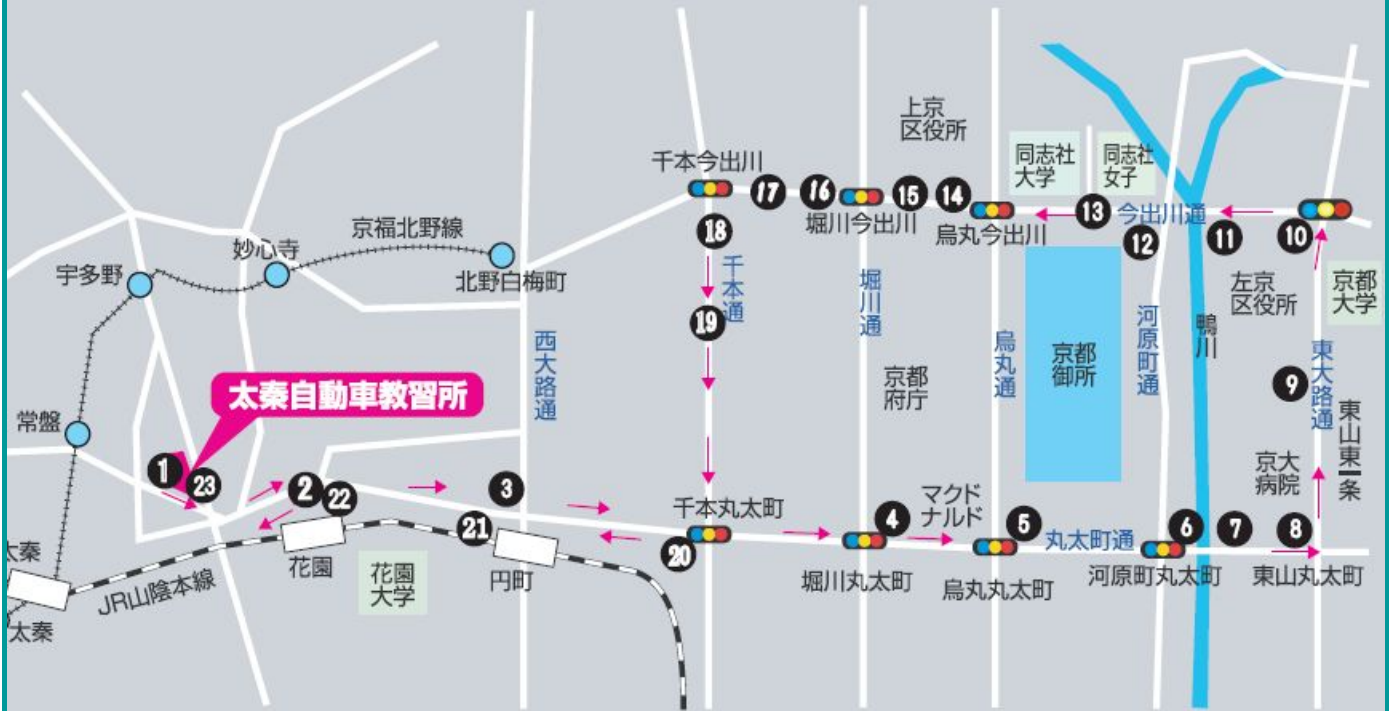 上京
区役所
千本今出川
同志社
大学
同志社
女子
17
16
15
14
13
今出川通
堀川今出川
烏丸今出川
12
11
10
18
京福北野線
妙心寺
宇多野
北野白梅町
千本通
堀川通
左京
区役所
京都
大学
19
西大路通
烏丸通
京都
御所
河原町通
鴨川
東大路通
京都
府庁
9
太秦自動車教習所
東山東一条
常盤
1
23
2
22
3
京大
病院
マクド
ナルド
千本丸太町
4
5
丸太町通
6
7
8
21
20
太秦
花園
花園
大学
円町
堀川丸太町
烏丸丸太町
河原町丸太町
東山丸太町
JR山陰本線
太秦